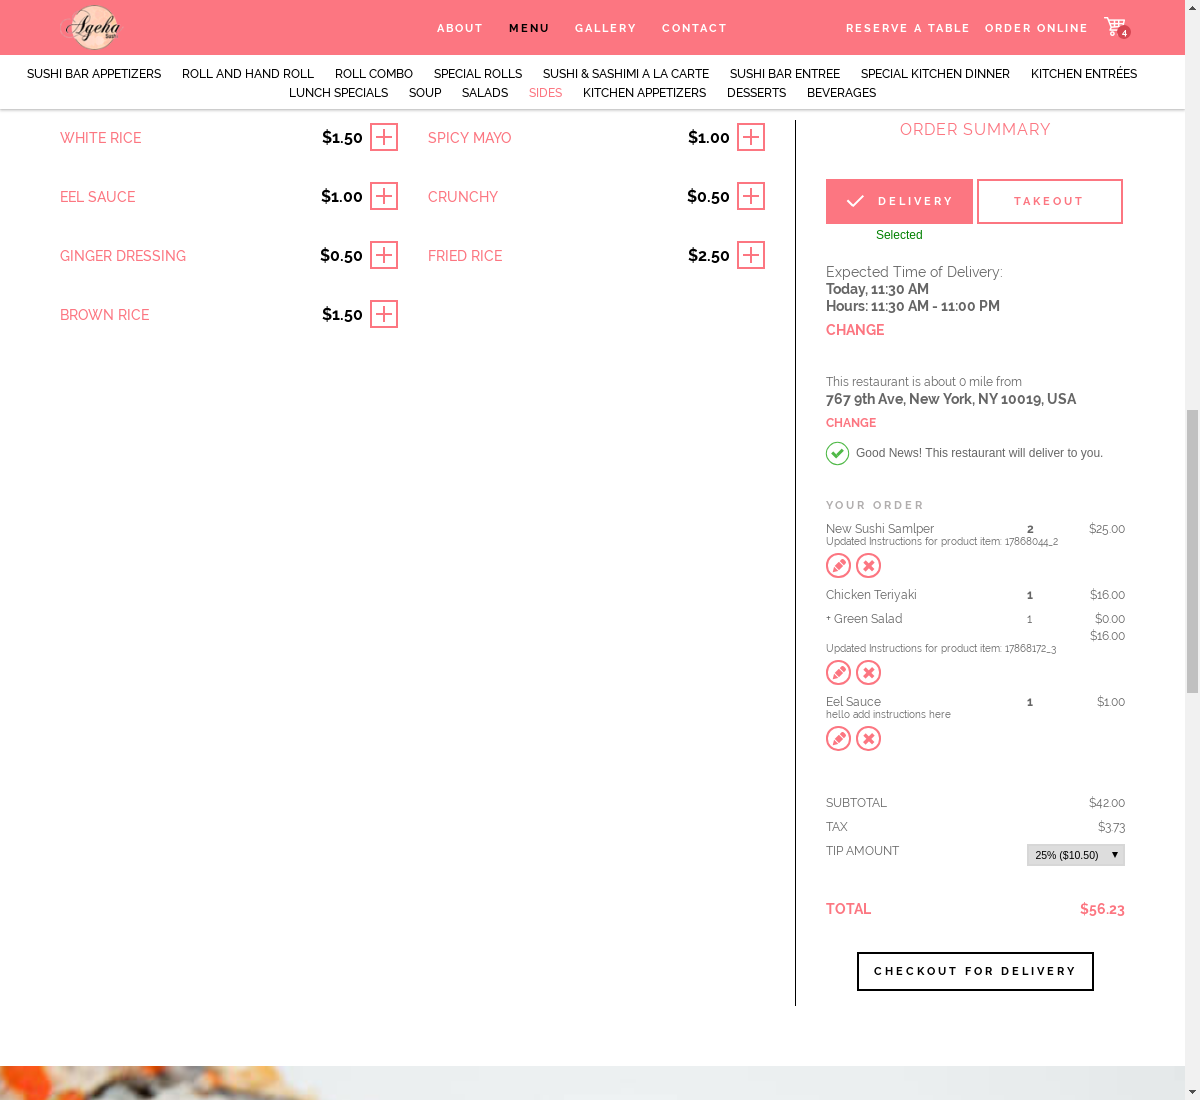 Ageha
ABOUT MENU GALLERY CONTACT RESERVE A TABLE ORDER ONLINE 4
SUSHI BAR APPETIZERS ROLL AND HAND ROLL ROLL COMBO SPECIAL ROLLS SUSHI & SASHIMI A LA CARTE SUSHI BAR ENTREE SPECIAL KITCHEN DINNER KITCHEN ENTRÉES
LUNCH SPECIALS SOUP SALADS SIDES KITCHEN APPETIZERS DESSERTS BEVERAGES
WHITE RICE $1.50 SPICY MAYO $1.00
EEL SAUCE $1.00 CRUNCHY $0.50
GINGER DRESSING $0.50 FRIED RICE $2.50
BROWN RICE $1.50
ORDER SUMMARY
DELIVERY TAKEOUT
Selected
Expected Time of Delivery:
Today, 11:30 AM
Hours: 11:30 AM - 11:00 PM
CHANGE
This restaurant is about 0 mile from
767 9th Ave, New York, NY 10019, USA
CHANGE
Good News! This restaurant will deliver to you.
YOUR ORDER
New Sushi Samlper 2 $25.00
Updated Instructions for product item: 17868044_2
Chicken Teriyaki 1 $16.00
+ Green Salad 1 $0.00
$16.00
Updated Instructions for product item: 17868172_3
Eel Sauce 1 $1.00
hello add instructions here
SUBTOTAL $42.00
TAX $3.73
TIP AMOUNT 25% ($10.50)
TOTAL $56.23
CHECKOUT FOR DELIVERY